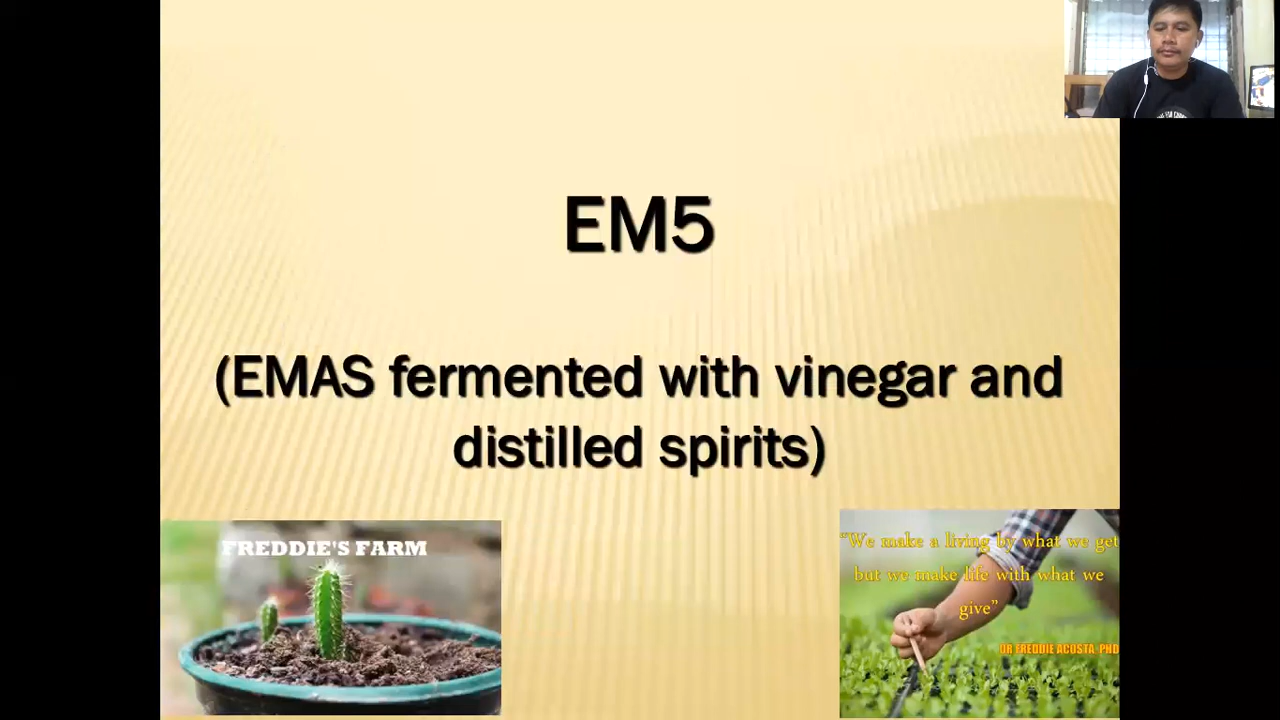 EM5
(EMAS fermented with vinegar and
distilled spirits)
FREDDIE'S FARM
“We make a living by what we get
but we make life with what we
give”
DR FREDDIE ACOSTA, PHD